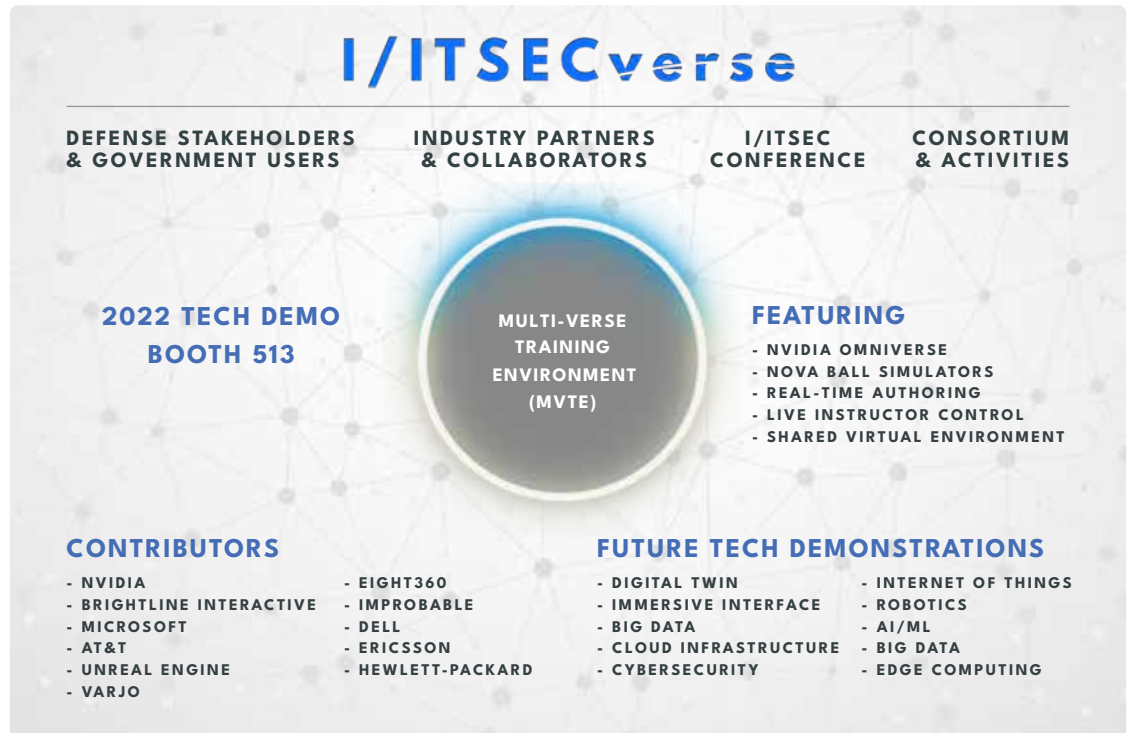 I/ITSECverse
DEFENSE STAKEHOLDERS
& GOVERNMENT USERS
INDUSTRY PARTNERS
& COLLABORATORS
I/ITSEC
CONFERENCE
CONSORTIUM
& ACTIVITIES
2022 TECH DEMO
BOOTH 513
MULTI-VERSE
TRAINING
ENVIRONMENT
(MVTE)
FEATURING
- NVIDIA OMNIVERSE
- NOVA BALL SIMULATORS
- REAL-TIME AUTHORING
- LIVE INSTRUCTOR CONTROL
- SHARED VIRTUAL ENVIRONMENT
CONTRIBUTORS
- NVIDIA
- BRIGHTLINE INTERACTIVE
- MICROSOFT
- AT&T
- UNREAL ENGINE
- VARJO
- EIGHT360
- IMPROBABLE
- DELL
- ERICSSON
- HEWLETT-PACKARD
FUTURE TECH DEMONSTRATIONS
- DIGITAL TWIN
- IMMERSIVE INTERFACE
- BIG DATA
- CLOUD INFRASTRUCTURE
- CYBERSECURITY
- INTERNET OF THINGS
- ROBOTICS
- AI/ML
- BIG DATA
- EDGE COMPUTING